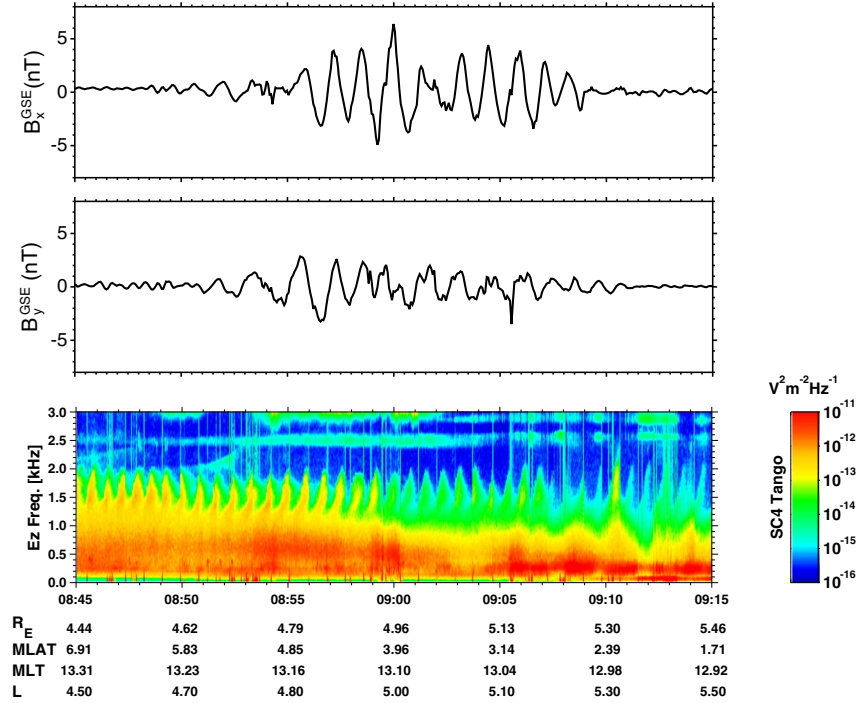 5
0
-5
BxGSE(nT)
5
0
-5
ByGSE (nT)
V2m-2Hz-1
3.0
2.5
2.0
1.5
1.0
0.5
0.0
Ez Freq. [kHz]
10-11
10-12
10-13
10-14
10-15
10-16
SC4 Tango
08:45 08:50 08:55 09:00 09:05 09:10 09:15
RE 4.44 4.62 4.79 4.96 5.13 5.30 5.46
MLAT 6.91 5.83 4.85 3.96 3.14 2.39 1.71
MLT 13.31 13.23 13.16 13.10 13.04 12.98 12.92
L 4.50 4.70 4.80 5.00 5.10 5.30 5.50